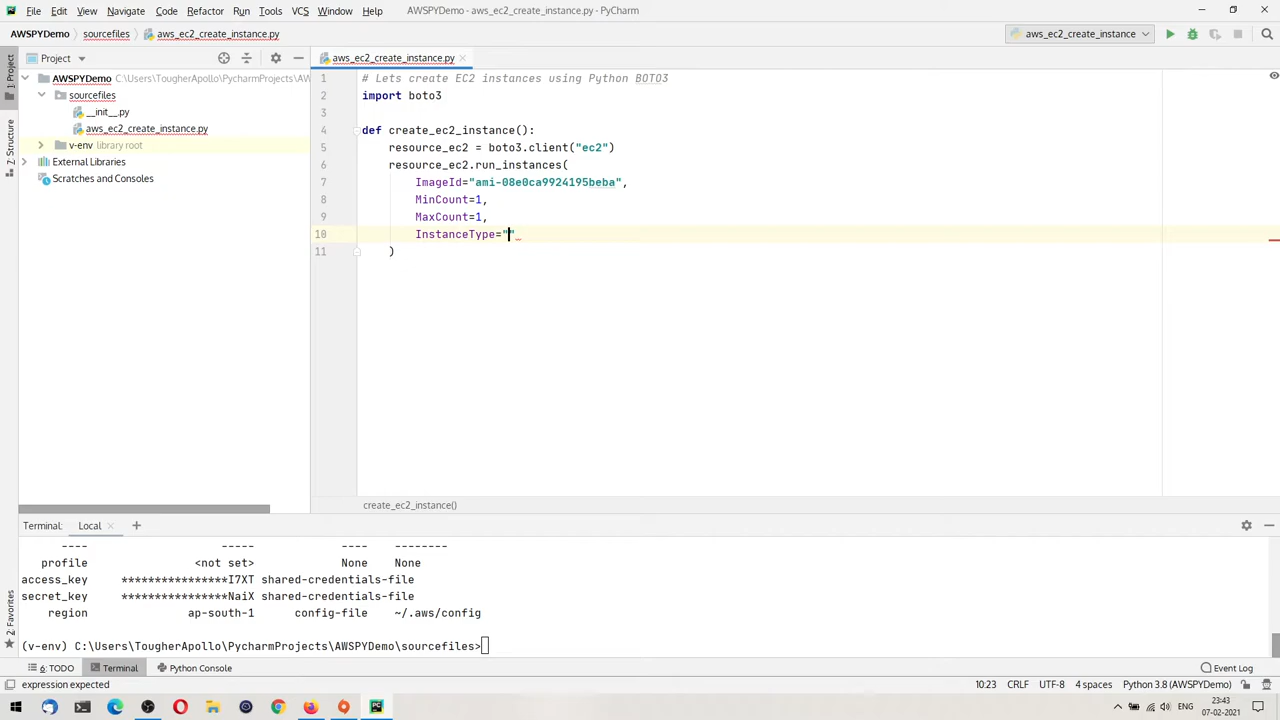 File Edit View Navigate Code Refactor Run Tools VCS Window Help AWSPYDemo - aws_ec2_create_instance.py - PyCharm
AWSPYDemo sourcefiles aws_ec2_create_instance.py aws_ec2_create_instance
Project
aws_ec2_create_instance.py
AWSPYDemo C:\Users\TougherApollo\PycharmProjects\AW
sourcefiles
__init__.py
aws_ec2_create_instance.py
v-env library root
External Libraries
Scratches and Consoles
1: Project
7: Structure
2: Favorites
1 # Lets create EC2 instances using Python BOTO3
2 import boto3
3
4 def create_ec2_instance():
5 resource_ec2 = boto3.client("ec2")
6 resource_ec2.run_instances(
7 ImageId="ami-08e0ca9924195beba",
8 MinCount=1,
9 MaxCount=1,
10 InstanceType=""
11 )
create_ec2_instance()
Terminal: Local
---- ----- ---- --------
profile <not set> None None
access_key ****************I7XT shared-credentials-file
secret_key ****************NaiX shared-credentials-file
region ap-south-1 config-file ~/.aws/config
(v-env) C:\Users\TougherApollo\PycharmProjects\AWSPYDemo\sourcefiles>
6: TODO Terminal Python Console Event Log
expression expected 10:23 CRLF UTF-8 4 spaces Python 3.8 (AWSPYDemo)
ENG 23:43
07-02-2021